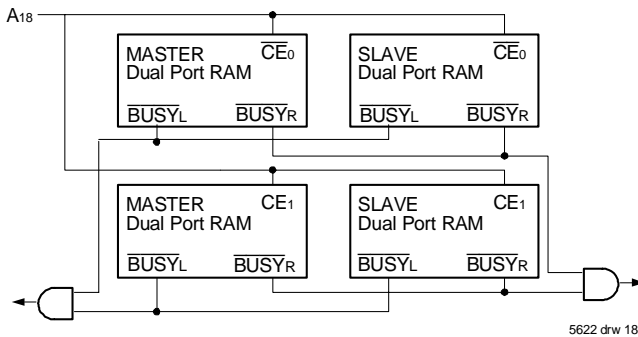 A18
MASTER CE0
Dual Port RAM
BUSYL BUSYR
SLAVE CE0
Dual Port RAM
BUSYL BUSYR
MASTER CE1
Dual Port RAM
BUSYL BUSYR
SLAVE CE1
Dual Port RAM
BUSYL BUSYR
5622 drw 18